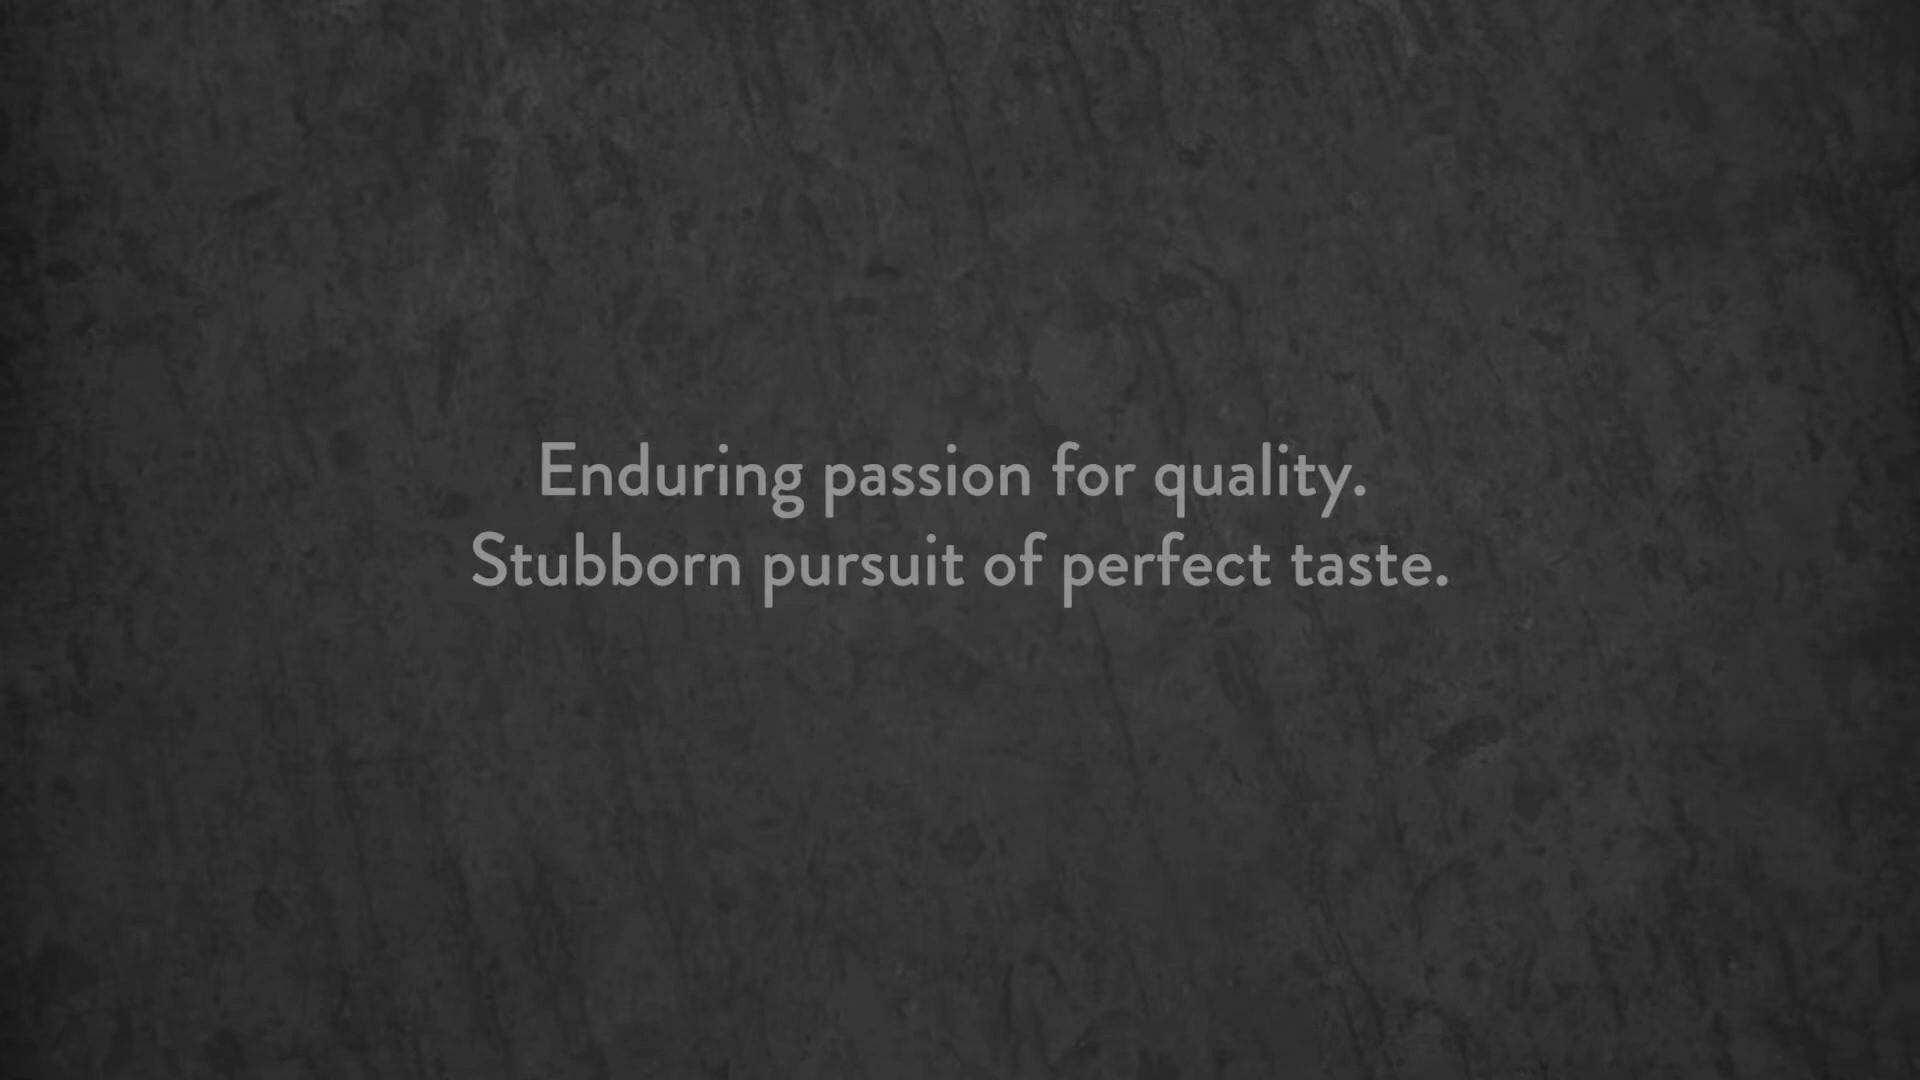 Enduring passion for quality.
Stubborn pursuit of perfect taste.